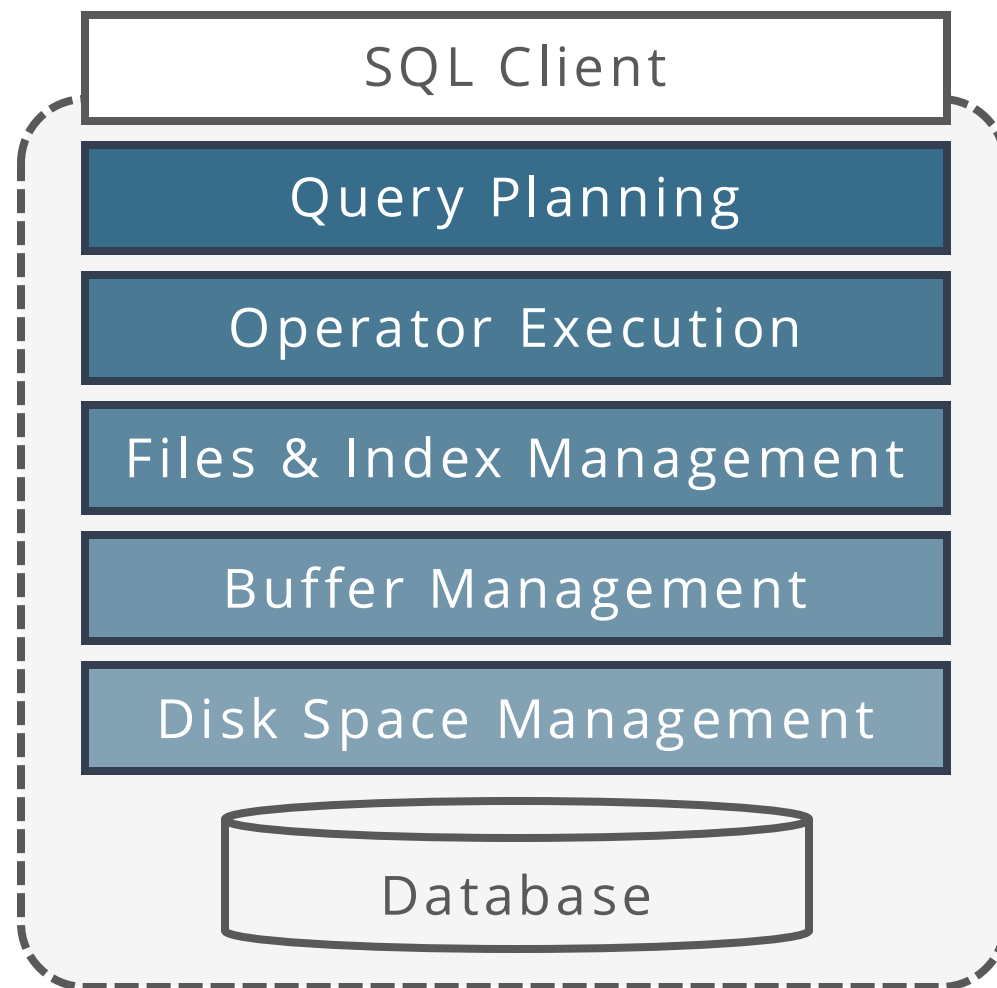 SQL Client
Query Planning
Operator Execution
Files & Index Management
Buffer Management
Disk Space Management
Database